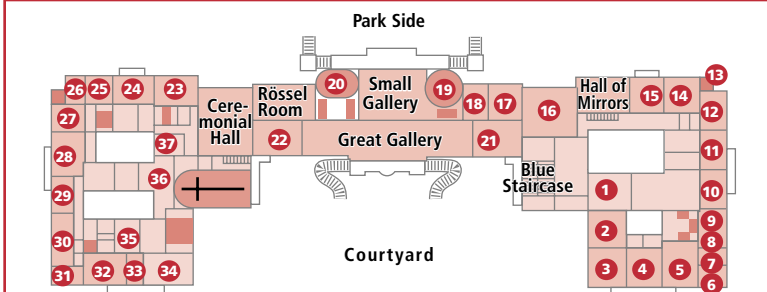 Park Side
26 25 24 23
Cere-
monial
Hall
Rössel
Room
20
Small
Gallery
19
18 17
16
Hall of
Mirrors
15 14
13
12
27
37
22
Great Gallery
21
28
11
36
Blue
Staircase
29
1
10
35
2
9
30
8
Courtyard
31 32 33 34
3 4 5
7
6